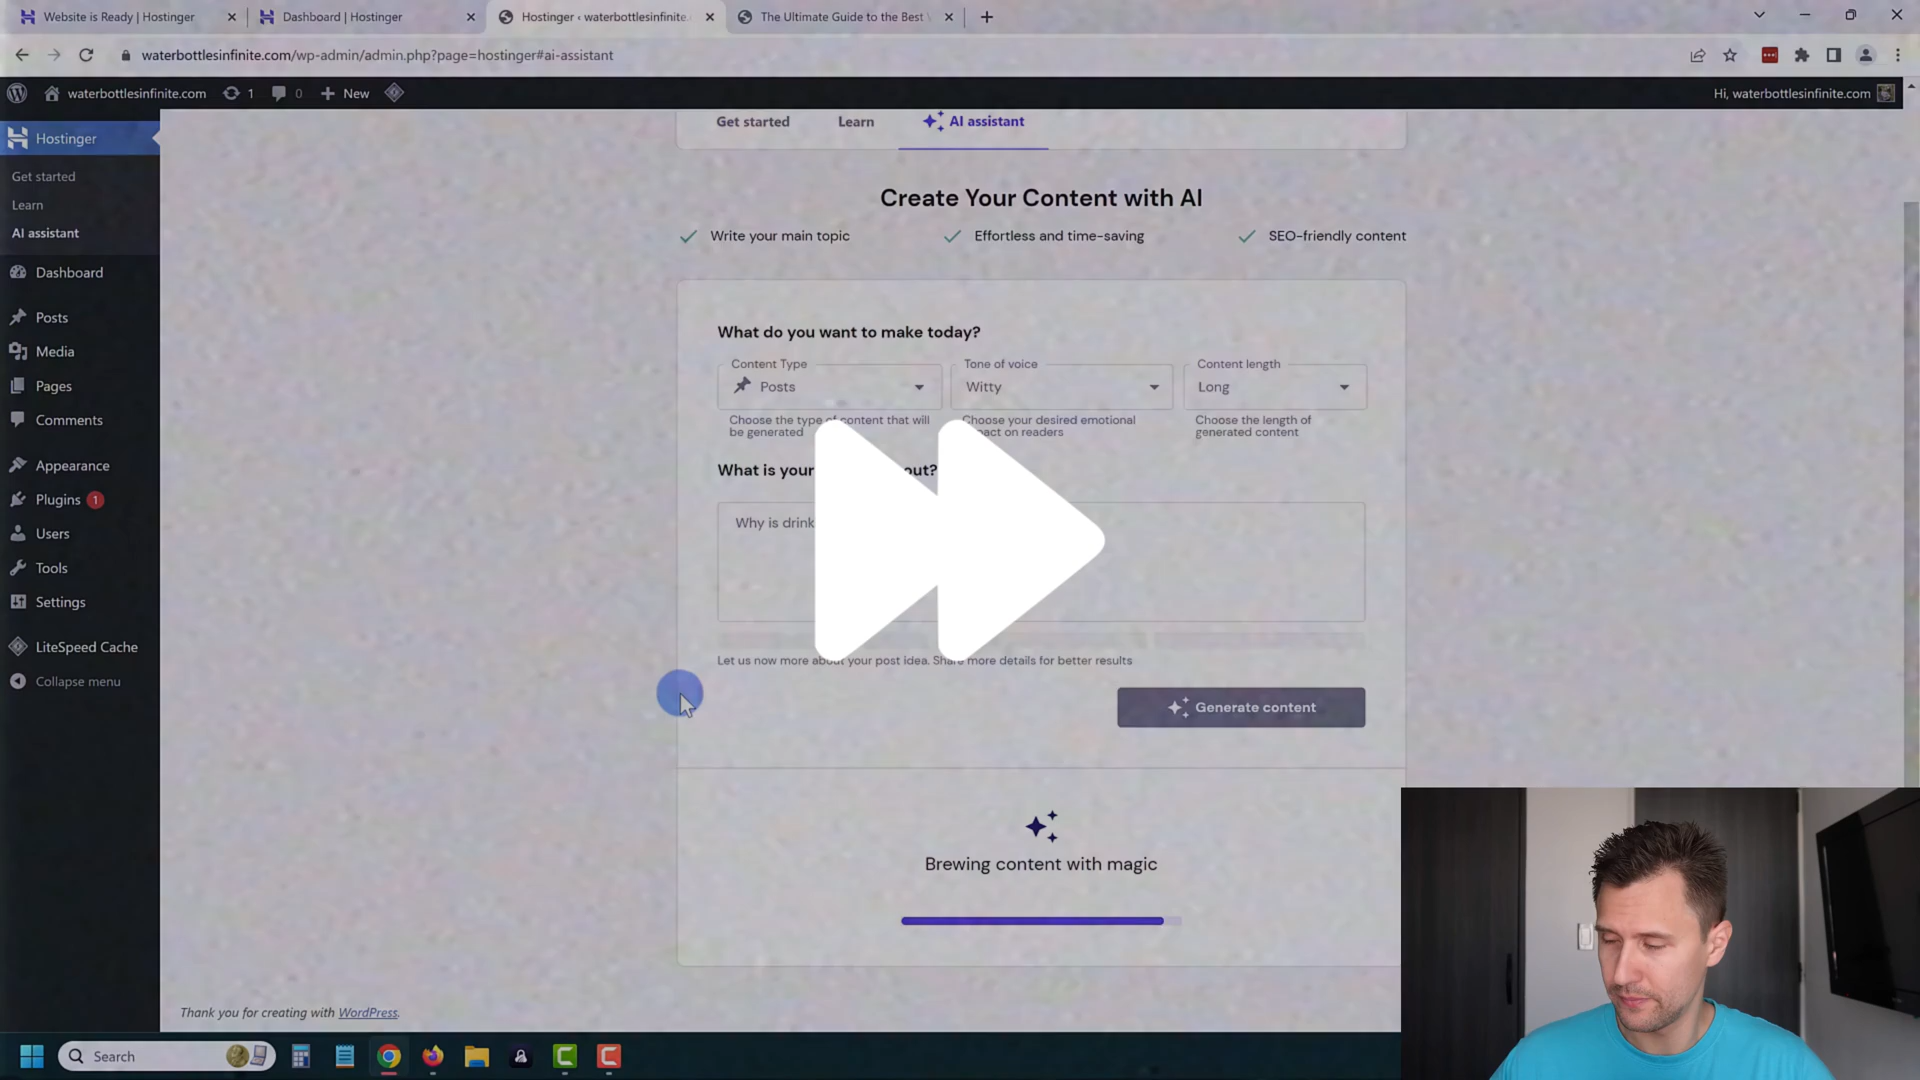 Website is Ready | Hostinger
Dashboard | Hostinger
Hostinger ‹ waterbottlesinfinite.
The Ultimate Guide to the Best
waterbottlesinfinite.com/wp-admin/admin.php?page=hostinger#ai-assistant
waterbottlesinfinite.com
1
0
New
Hi, waterbottlesinfinite.com
Hostinger
Get started
Learn
AI assistant
Dashboard
Posts
Media
Pages
Comments
Appearance
Plugins 1
Users
Tools
Settings
LiteSpeed Cache
Collapse menu
Get started
Learn
AI assistant
Create Your Content with AI
Write your main topic
Effortless and time-saving
SEO-friendly content
What do you want to make today?
Content Type
Posts
Choose the type of content that will
be generated
Tone of voice
Witty
Choose your desired emotional
on readers
Content length
Long
Choose the length of
generated content
What is your
Why is drink
Let us now more about your post idea. Share more details for better results
Generate content
Brewing content with magic
Thank you for creating with WordPress.
Search